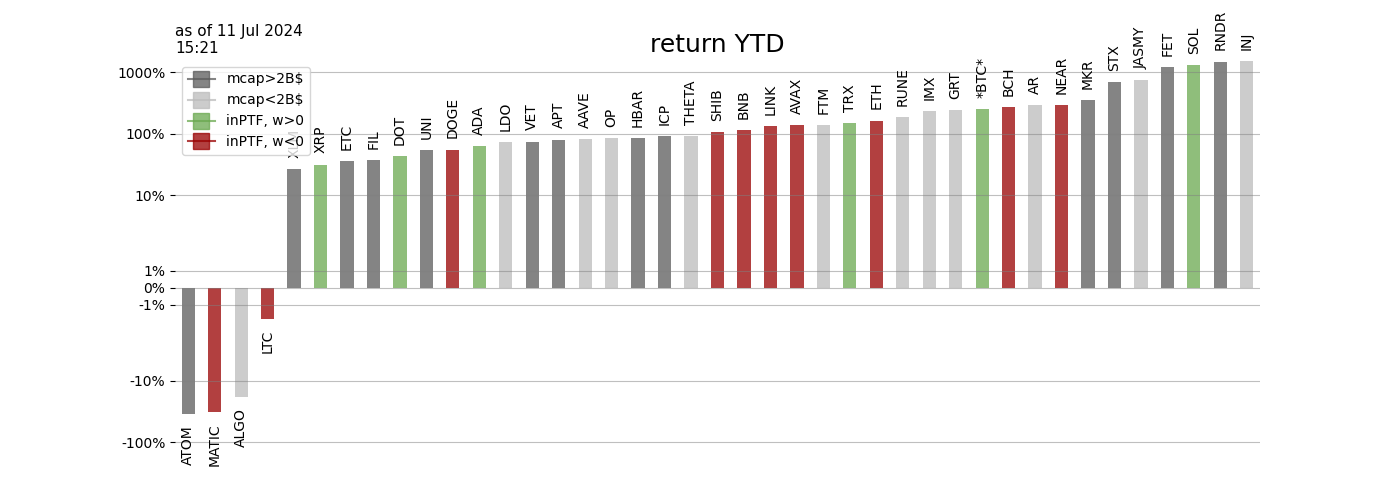 as of 11 Jul 2024
15:21
return YTD
mcap>2B$
mcap<2B$
inPTF, w>0
inPTF, w<0
1000%
100%
10%
1%
0%
-1%
-10%
-100%
ATOM
MATIC
ALGO
LTC
XRP
ETC
FIL
DOT
UNI
DOGE
ADA
LDO
VET
APT
AAVE
OP
HBAR
ICP
THETA
SHIB
BNB
LINK
AVAX
FTM
TRX
ETH
RUNE
IMX
GRT
*BTC*
BCH
AR
NEAR
MKR
STX
JASMY
FET
SOL
RNDR
INJ